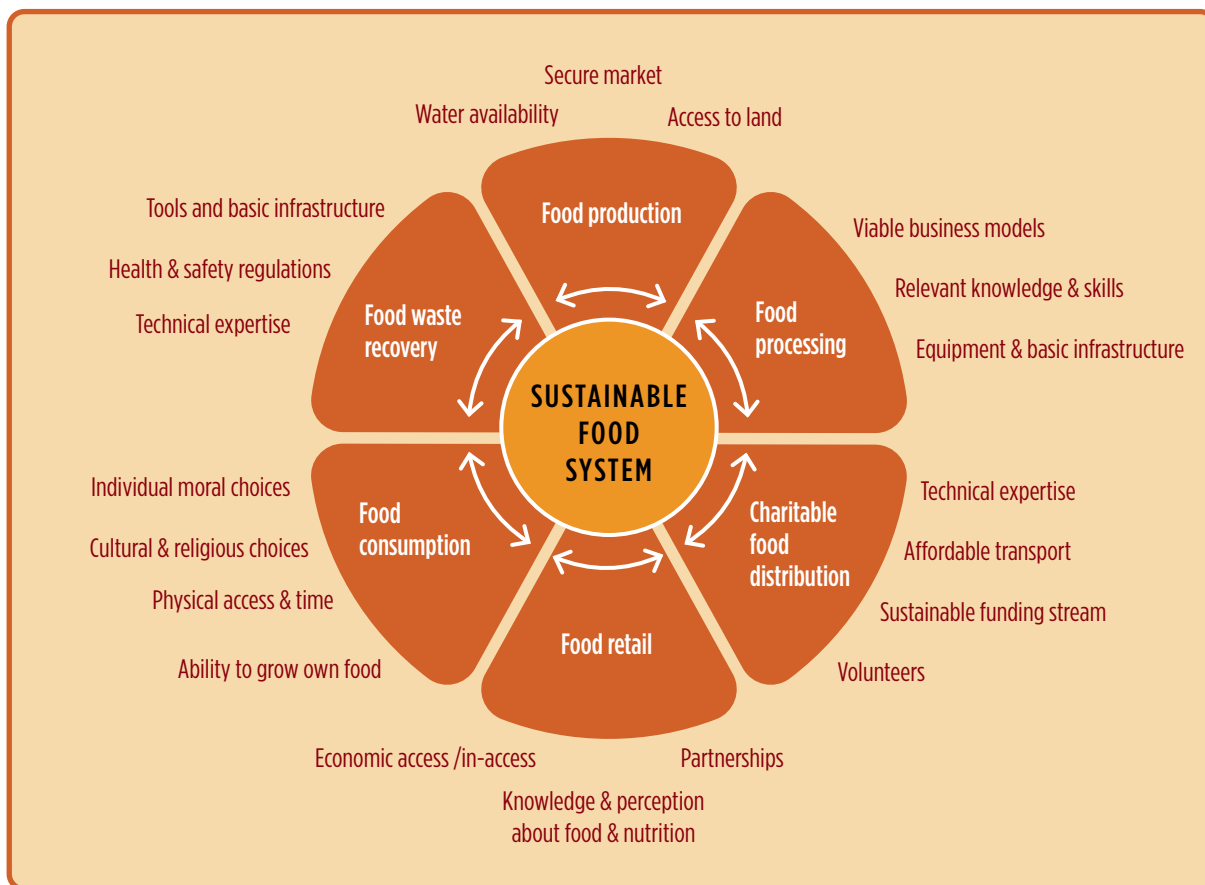 Secure market
Water availability
Access to land
Food production
Tools and basic infrastructure
Health & safety regulations
Technical expertise
Food waste
recovery
Viable business models
Relevant knowledge & skills
Equipment & basic infrastructure
Food
processing
SUSTAINABLE
FOOD
SYSTEM
Individual moral choices
Cultural & religious choices
Physical access & time
Ability to grow own food
Food
consumption
Technical expertise
Affordable transport
Sustainable funding stream
Volunteers
Charitable
food
distribution
Food retail
Economic access /in-access
Partnerships
Knowledge & perception
about food & nutrition